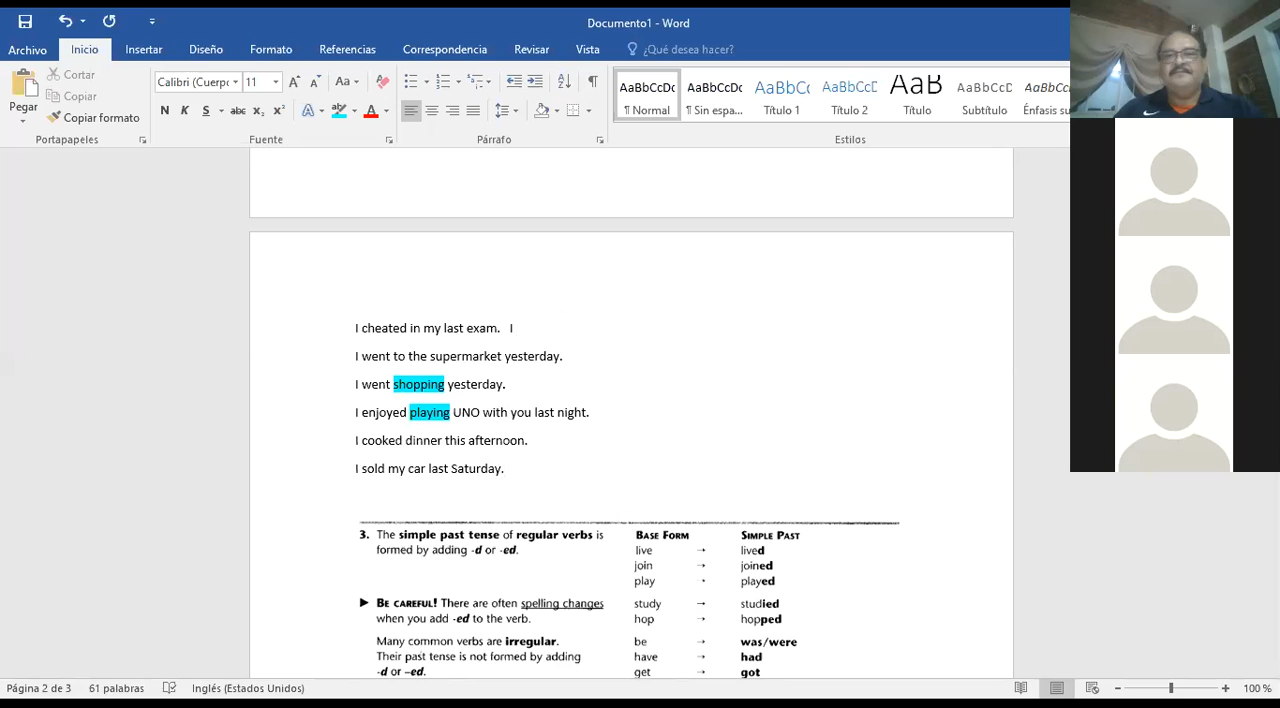 Documento1 - Word
Archivo Inicio Insertar Diseño Formato Referencias Correspondencia Revisar Vista ¿Qué desea hacer?
Pegar
Cortar
Copiar
Copiar formato
Portapapeles
Calibri (Cuerpo 11 Aa
N K S abc x₂ x² A A
Fuente
Párrafo
AaBbCcDc AaBbCcDc AaBbCc AaBbCcD AaB AaBbCcD AaBbCcDc
¶ Normal ¶ Sin espa... Título 1 Título 2 Título Subtítulo Énfasis su
Estilos
I cheated in my last exam. I
I went to the supermarket yesterday.
I went shopping yesterday.
I enjoyed playing UNO with you last night.
I cooked dinner this afternoon.
I sold my car last Saturday.
3. The simple past tense of regular verbs is formed by adding -d or -ed.
BASE FORM SIMPLE PAST
live → lived
join → joined
play → played
► BE CAREFUL! There are often spelling changes
when you add -ed to the verb.
study → studied
hop → hopped
Many common verbs are irregular.
Their past tense is not formed by adding
-d or –ed.
be → was/were
have → had
get → got
Página 2 de 3 61 palabras Inglés (Estados Unidos) 100 %